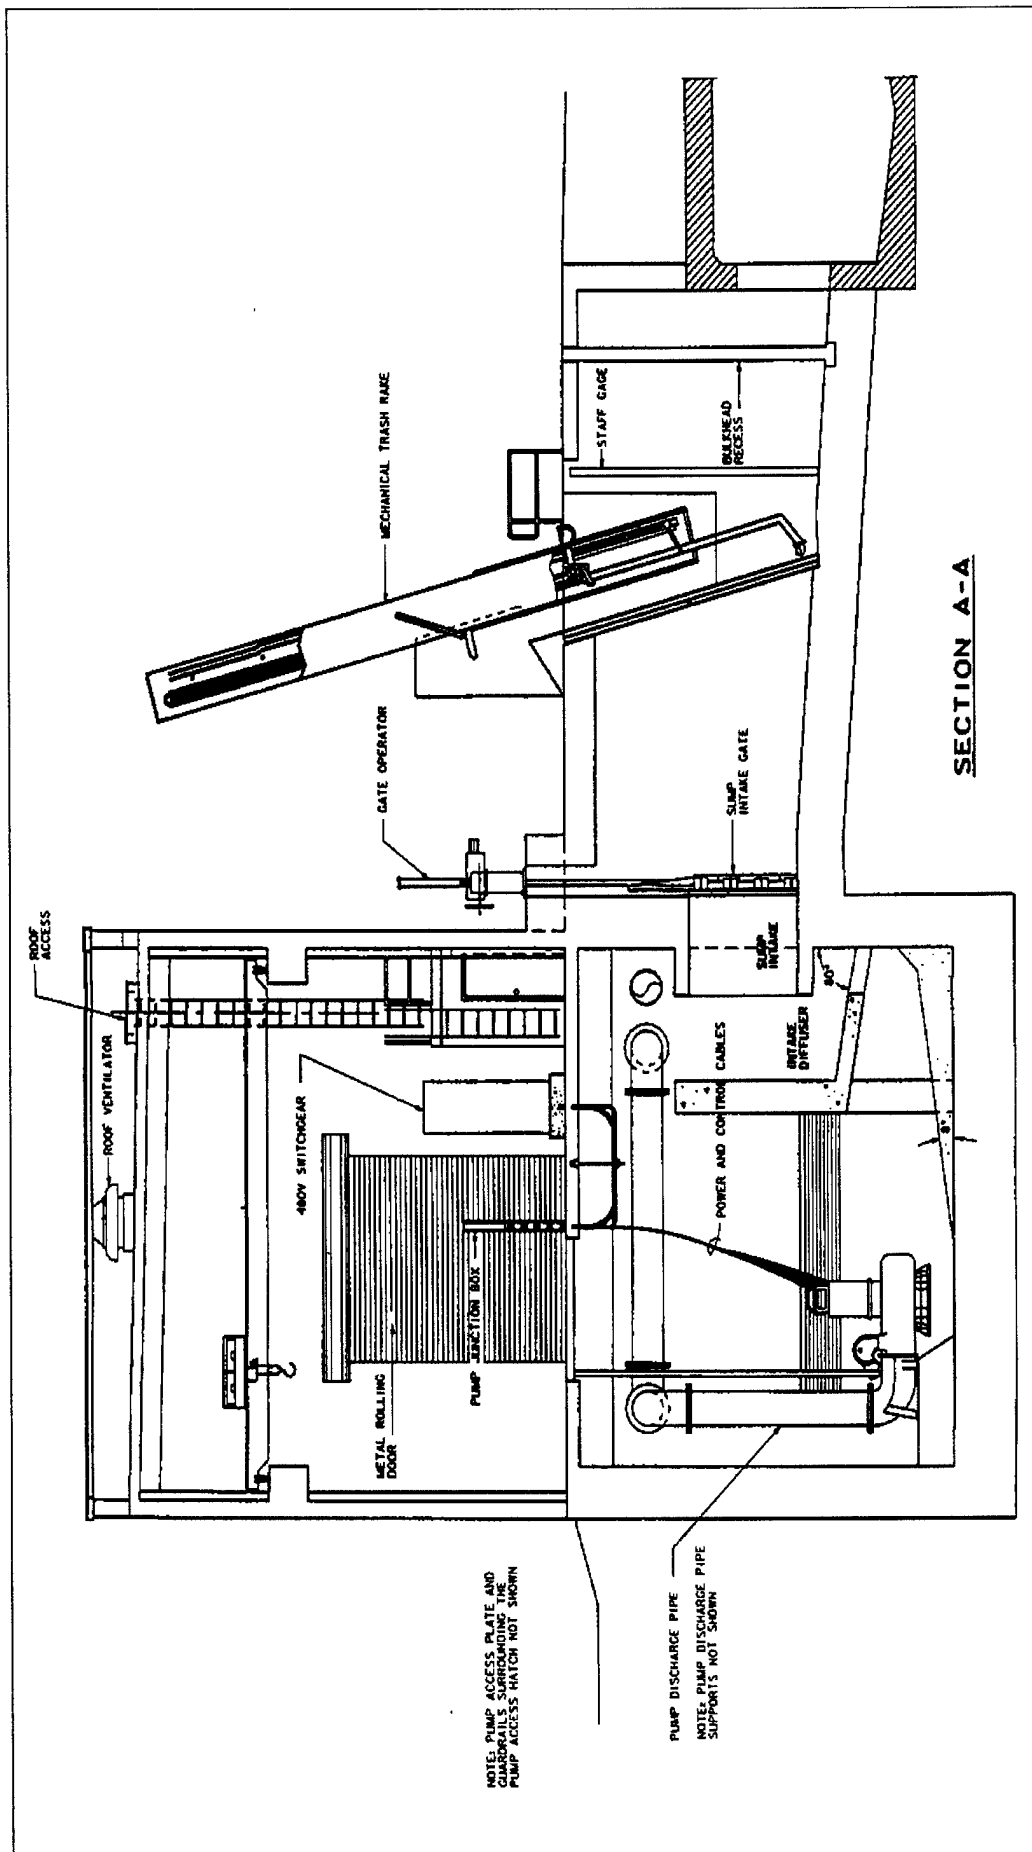 ROOF
ACCESS
ROOF VENTILATOR
GATE OPERATOR
MECHANICAL TRASH RAKE
480V SWITCHGEAR
METAL ROLLING
DOOR
PUMP JUNCTION BOX
STAFF GAGE
BULKHEAD
RECESS
SUMP
INTAKE GATE
SUMP
INTAKE
80°
INTAKE
DIFFUSER
POWER AND CONTROL CABLES
8°
NOTE: PUMP ACCESS PLATE AND
GUARDRAILS SURROUNDING THE
PUMP ACCESS HATCH NOT SHOWN
PUMP DISCHARGE PIPE
NOTE: PUMP DISCHARGE PIPE
SUPPORTS NOT SHOWN
SECTION A-A